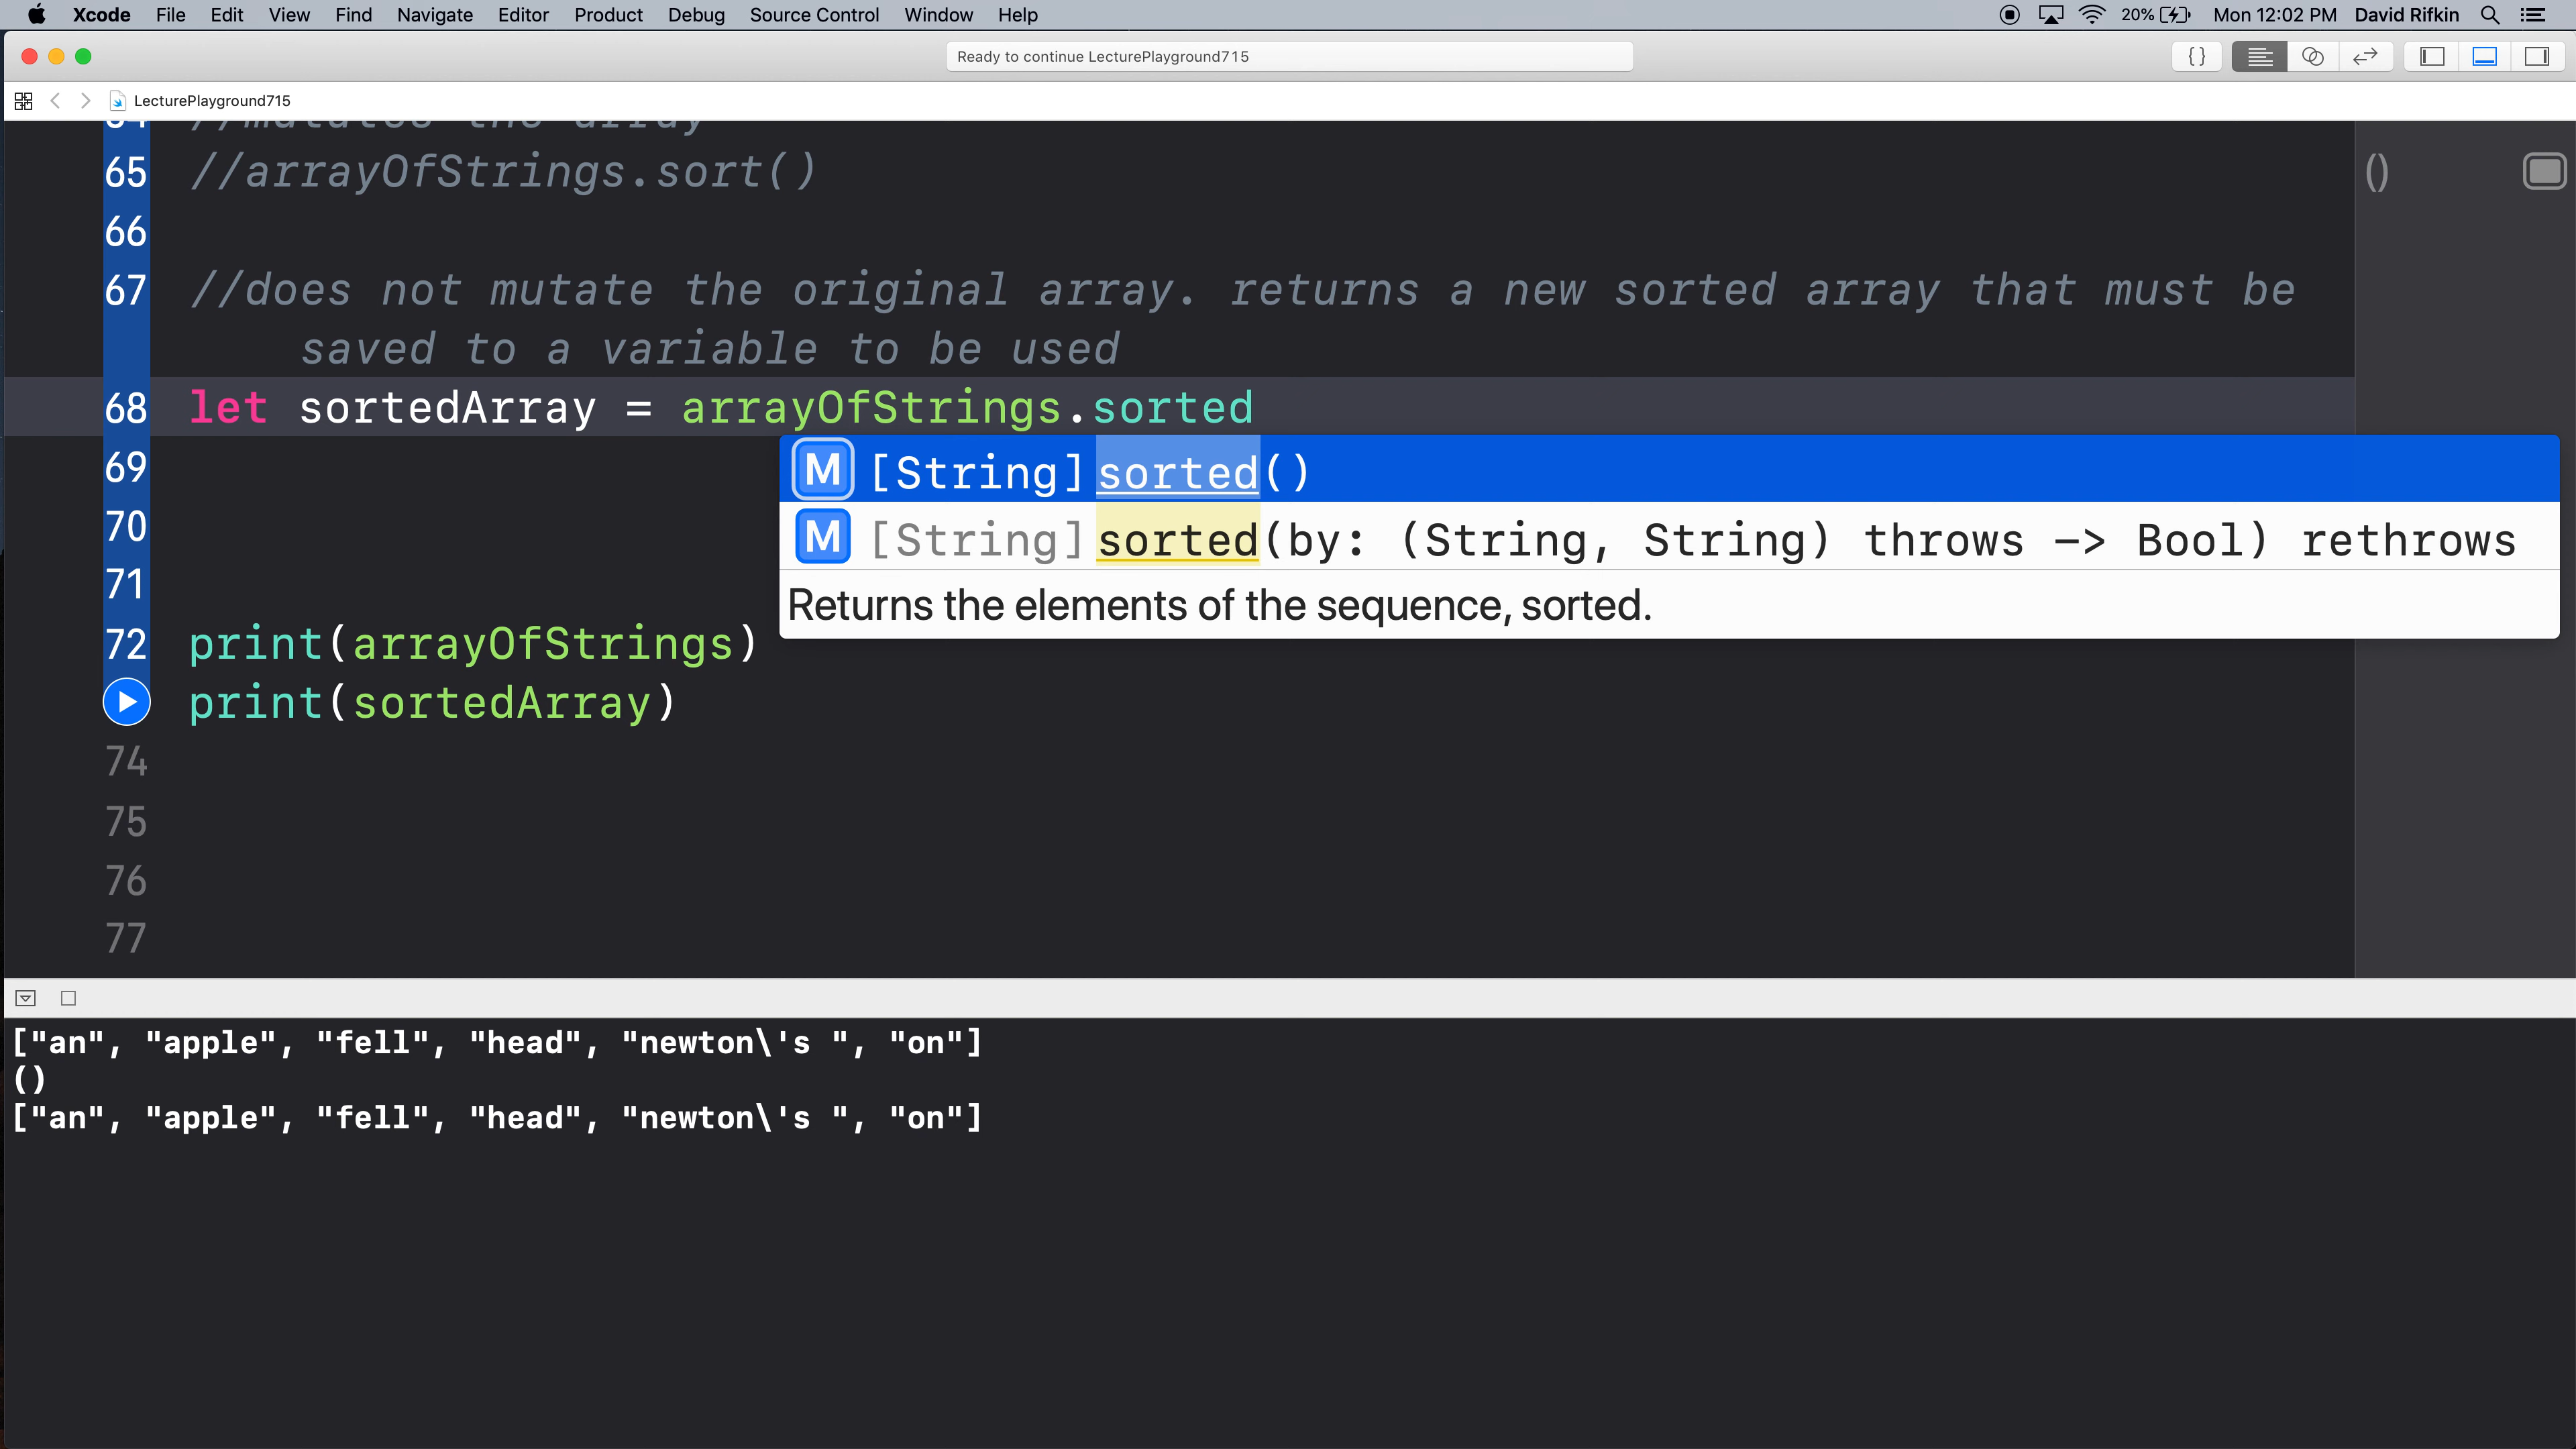 Xcode File Edit View Find Navigate Editor Product Debug Source Control Window Help 20% Mon 12:02 PM David Rifkin
Ready to continue LecturePlayground715 {}
LecturePlayground715
64 //mutates the array
65 //arrayOfStrings.sort() ()
66
67 //does not mutate the original array. returns a new sorted array that must be
saved to a variable to be used
68 let sortedArray = arrayOfStrings.sorted
69 M [String] sorted()
70 M [String] sorted(by: (String, String) throws -> Bool) rethrows
71 Returns the elements of the sequence, sorted.
72 print(arrayOfStrings)
print(sortedArray)
74
75
76
77
["an", "apple", "fell", "head", "newton\'s ", "on"]
()
["an", "apple", "fell", "head", "newton\'s ", "on"]